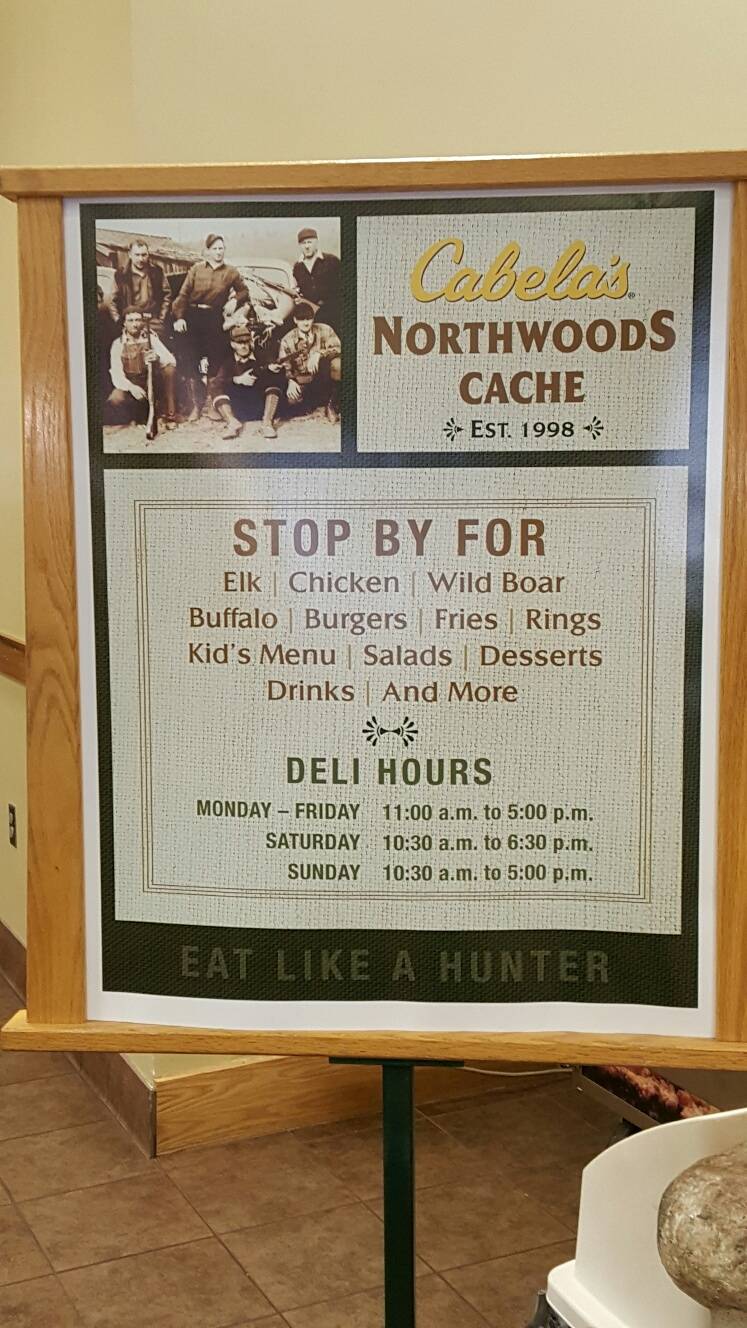 Cabela's®
NORTHWOODS
CACHE
EST. 1998
STOP BY FOR
Elk | Chicken | Wild Boar
Buffalo | Burgers | Fries | Rings
Kid's Menu | Salads | Desserts
Drinks | And More
DELI HOURS
MONDAY – FRIDAY 11:00 a.m. to 5:00 p.m.
SATURDAY 10:30 a.m. to 6:30 p.m.
SUNDAY 10:30 a.m. to 5:00 p.m.
EAT LIKE A HUNTER